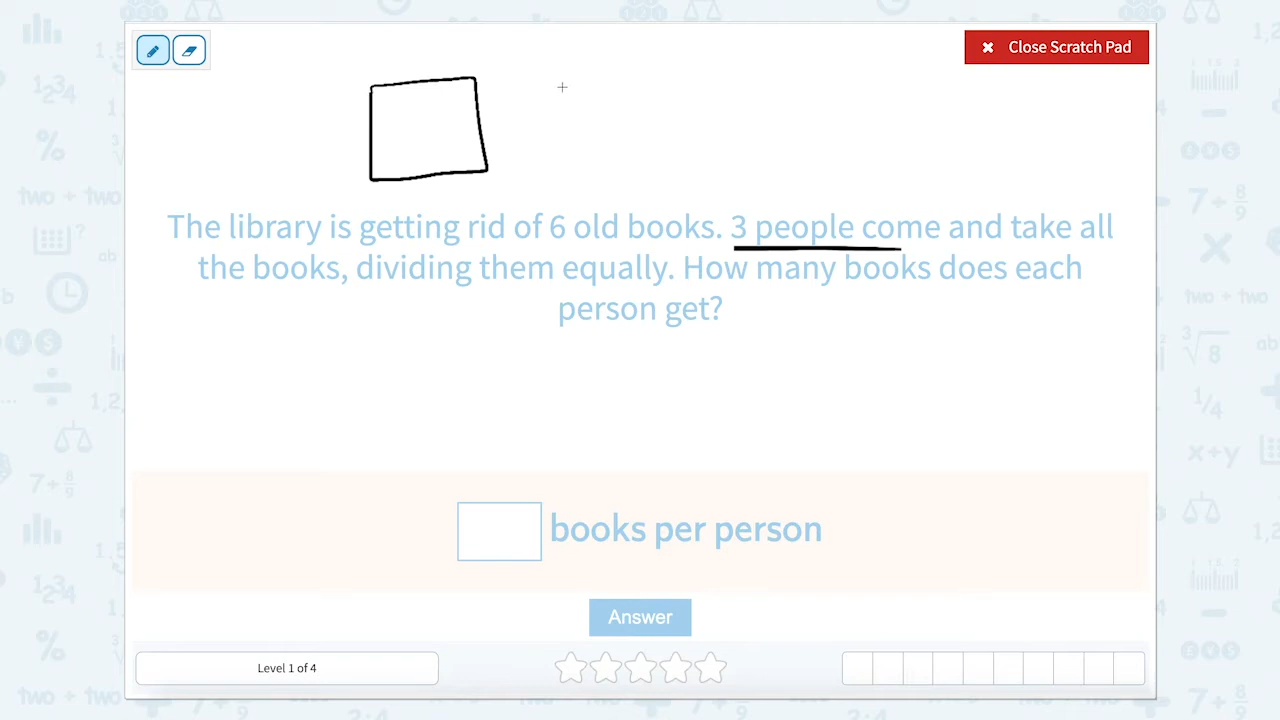 Close Scratch Pad
The library is getting rid of 6 old books. 3 people come and take all
the books, dividing them equally. How many books does each
person get?
books per person
Answer
Level 1 of 4